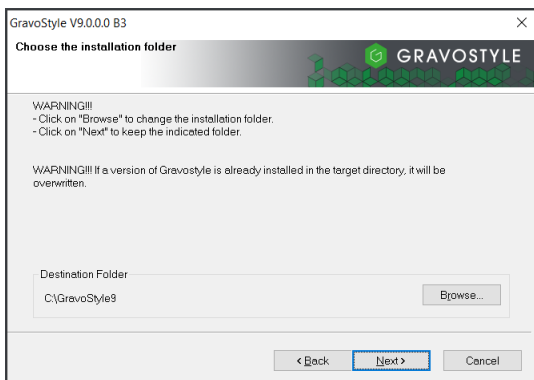 GravoStyle V9.0.0.0 B3
Choose the installation folder
GRAVOSTYLE
WARNING!!!
- Click on "Browse" to change the installation folder.
- Click on "Next" to keep the indicated folder.
WARNING!!! If a version of Gravostyle is already installed in the target directory, it will be
overwritten.
Destination Folder
C:\GravoStyle9
Browse...
< Back
Next >
Cancel